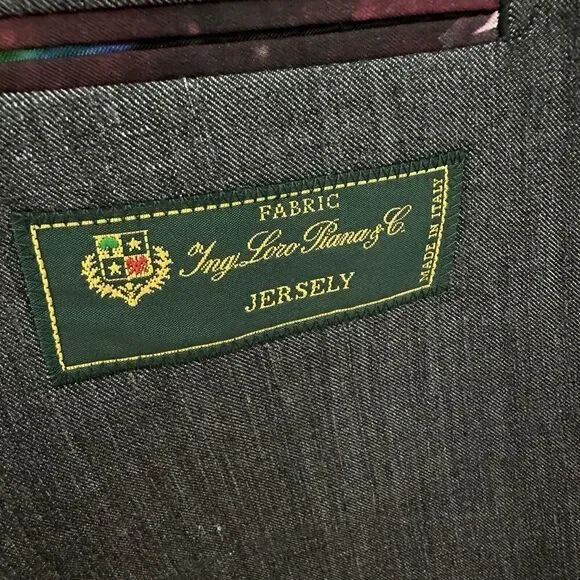 FABRIC
Ing. Loro Piana & C.
JERSELY
MADE IN ITALY